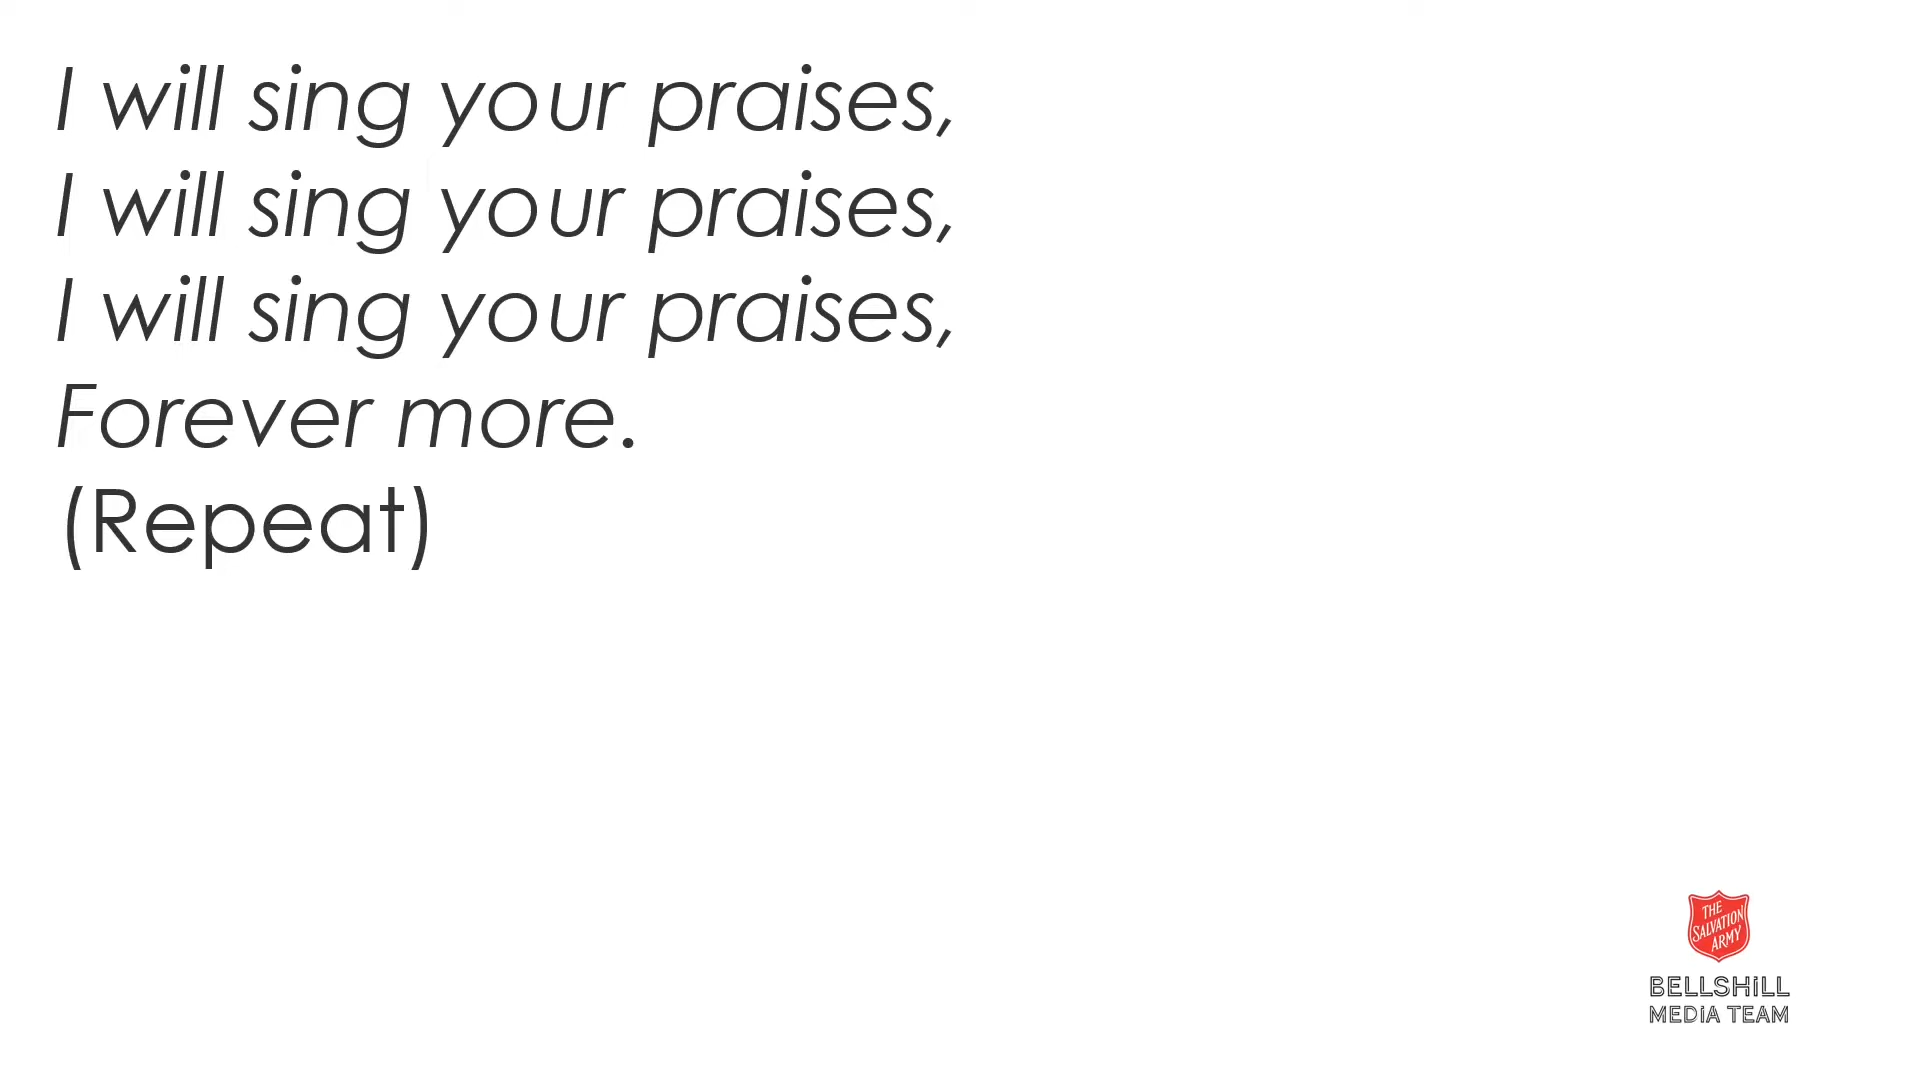 I will sing your praises,
I will sing your praises,
I will sing your praises,
Forever more.
(Repeat)
THE
SALVATION
ARMY
BELLSHiLL
MEDiA TEAM